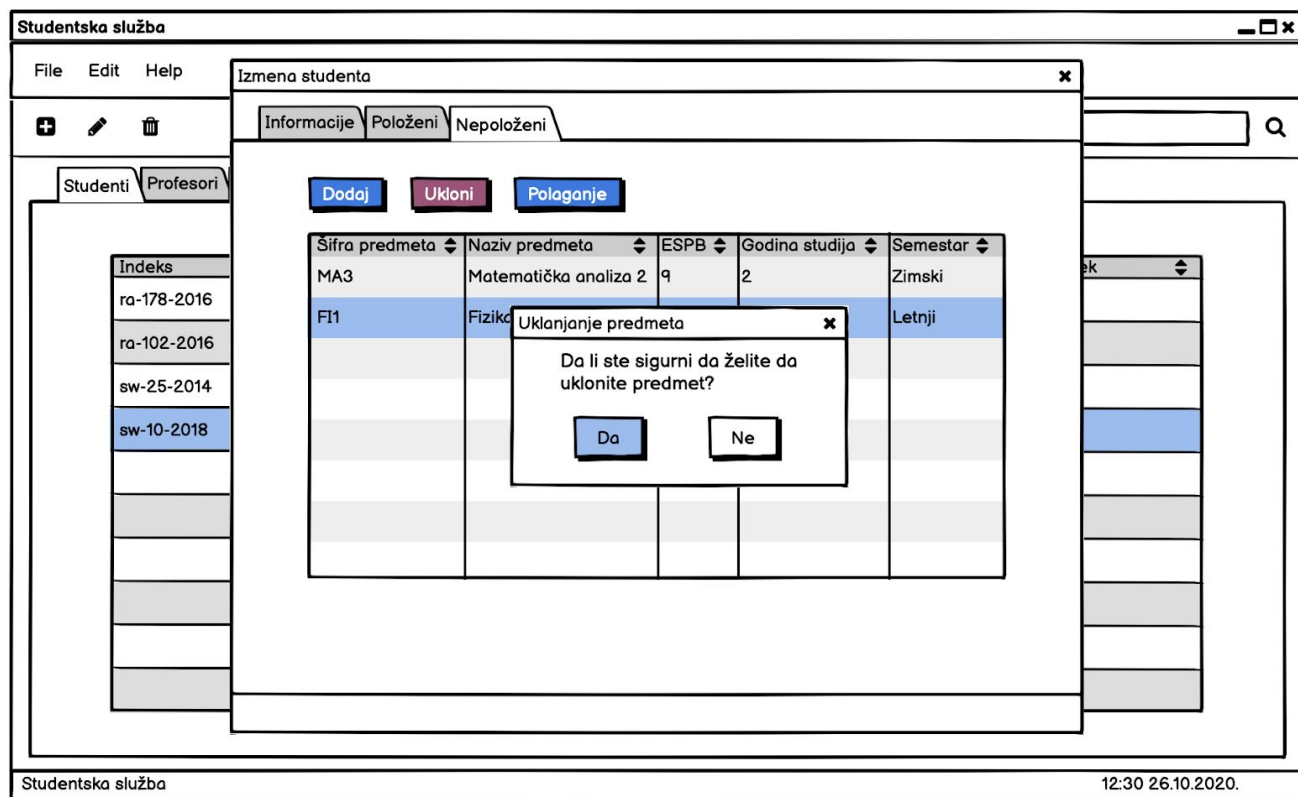 Studentska služba
File Edit Help
Izmena studenta
Informacije Položeni Nepoloženi
Studenti Profesori
Dodaj Ukloni Polaganje
Šifra predmeta Naziv predmeta ESPB Godina studija Semestar
MA3 Matematička analiza 2 9 2 Zimski
FI1 Fizika Letnji
Indeks ek
ra-178-2016
ra-102-2016
sw-25-2014
sw-10-2018
Uklanjanje predmeta
Da li ste sigurni da želite da
uklonite predmet?
Da Ne
Studentska služba 12:30 26.10.2020.